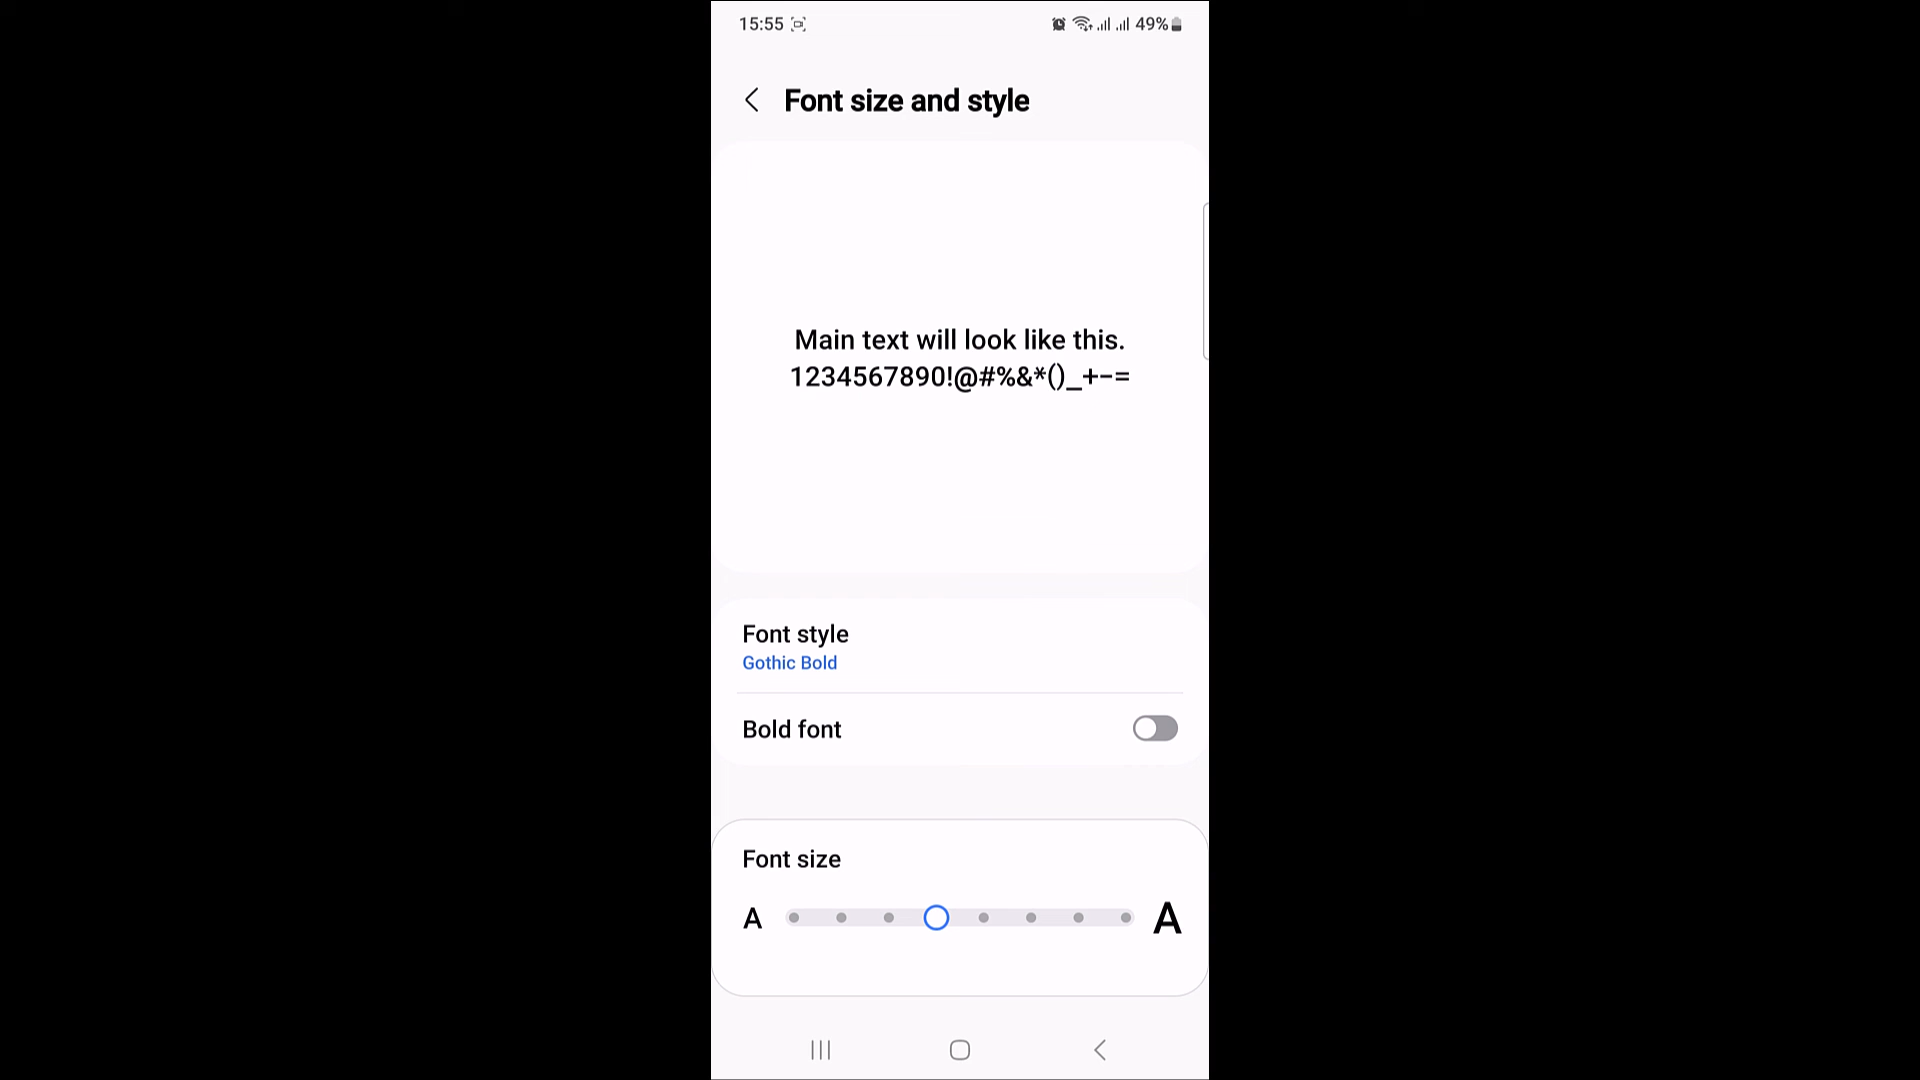 15:55 49%
Font size and style
Main text will look like this.
1234567890!@#%&*()_+-=
Font style
Gothic Bold
Bold font
Font size
A A